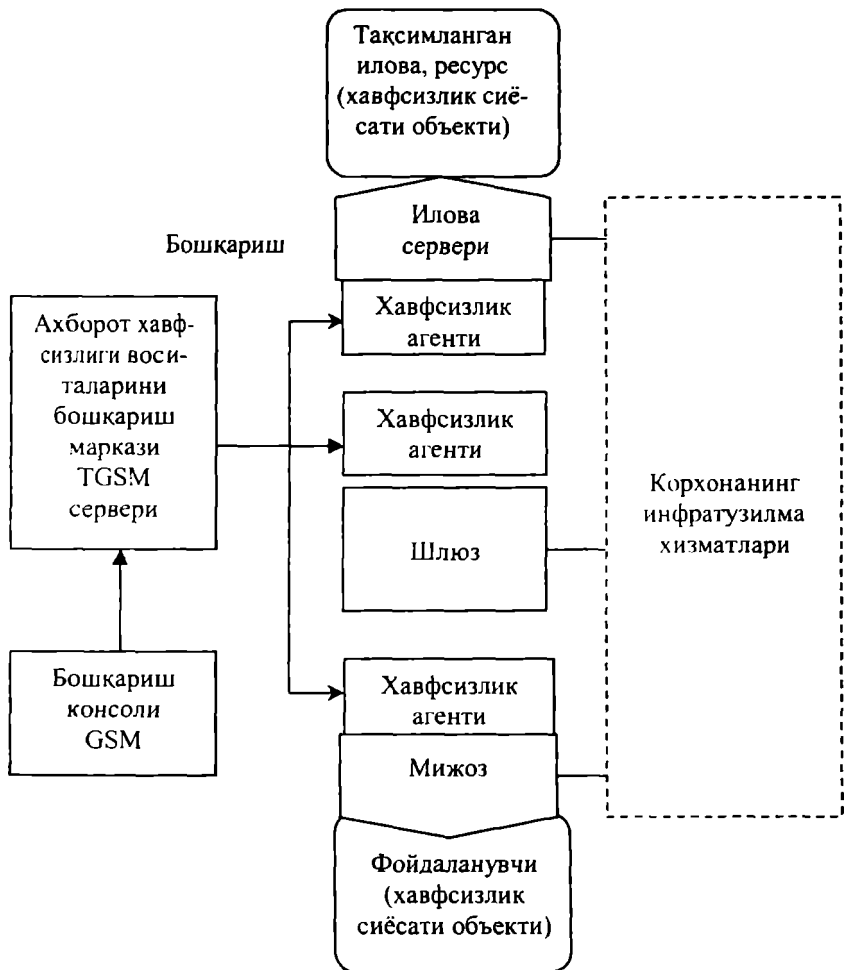 Тақсимланган
илова, ресурс
(хавфсизлик сиё-
сати объекти)
Илова
сервери
Бошқариш
Хавфсизлик
агенти
Ахборот хавф-
сизлиги воси-
таларини
бошқариш
маркази
TGSM
сервери
Хавфсизлик
агенти
Шлюз
Корхонанинг
инфратузилма
хизматлари
Бошқариш
консоли
GSM
Хавфсизлик
агенти
Мижоз
Фойдаланувчи
(хавфсизлик
сиёсати объекти)